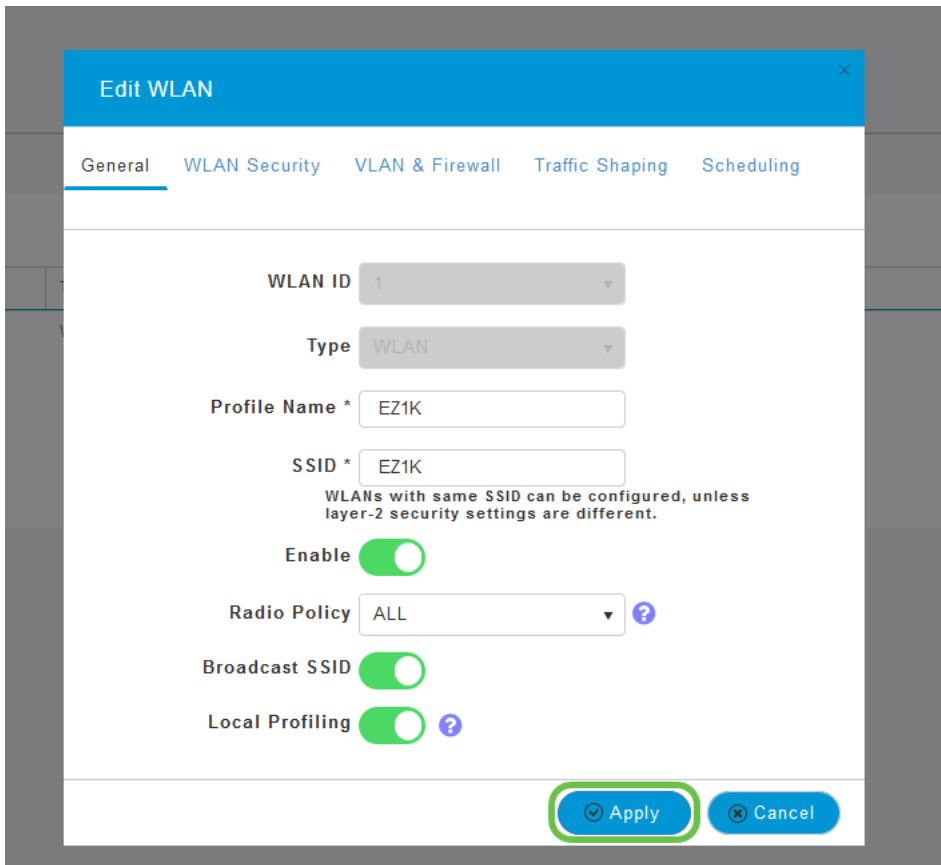 Edit WLAN
General WLAN Security VLAN & Firewall Traffic Shaping Scheduling
WLAN ID 1
Type WLAN
Profile Name * EZ1K
SSID * EZ1K
WLANs with same SSID can be configured, unless
layer-2 security settings are different.
Enable
Radio Policy ALL ?
Broadcast SSID
Local Profiling ?
Apply Cancel